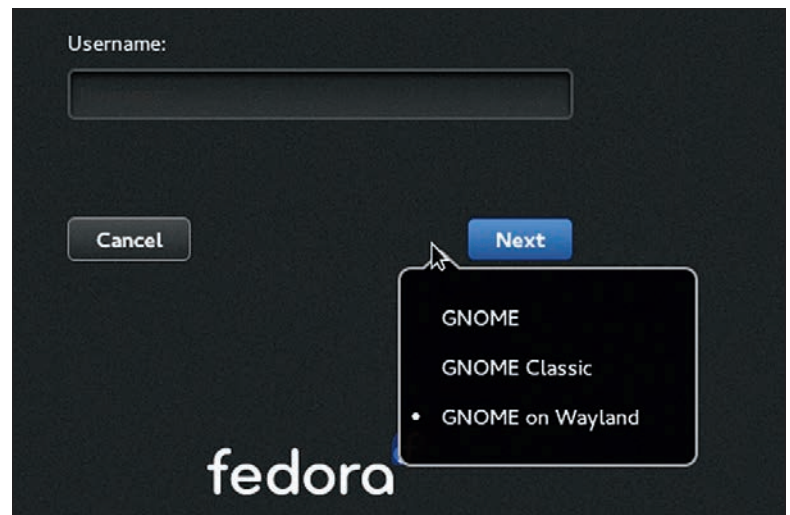 Username:
Cancel
Next
GNOME
GNOME Classic
GNOME on Wayland
fedora